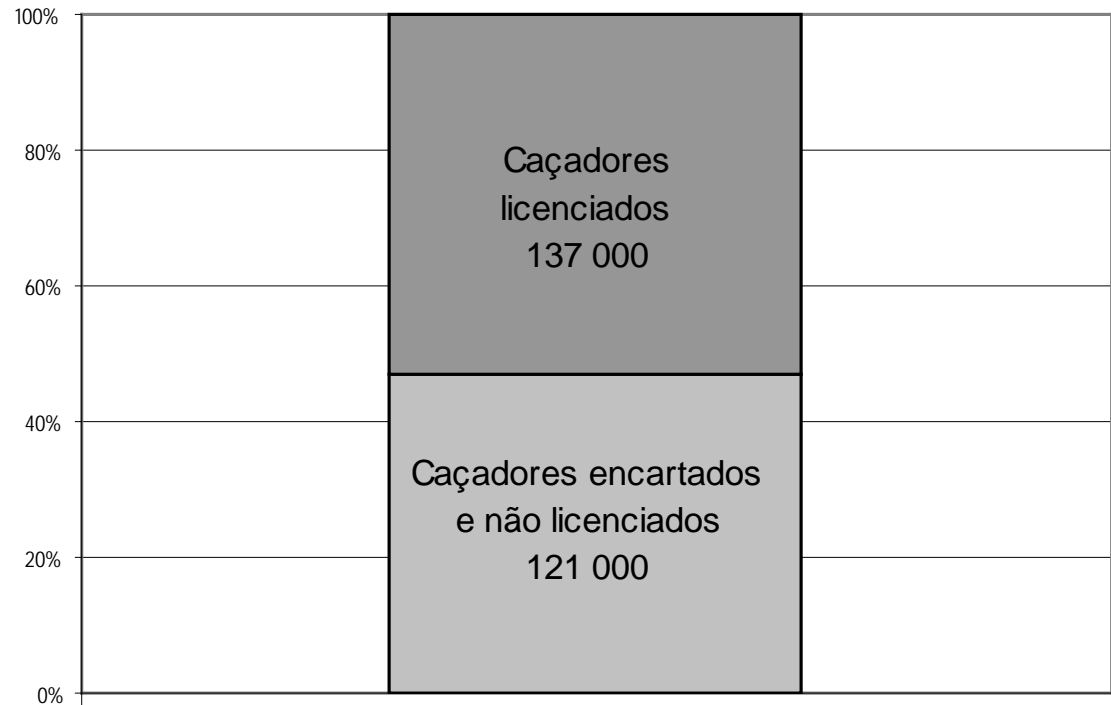 100%
80%
60%
40%
20%
0%
Caçadores
licenciados
137 000
Caçadores encartados
e não licenciados
121 000